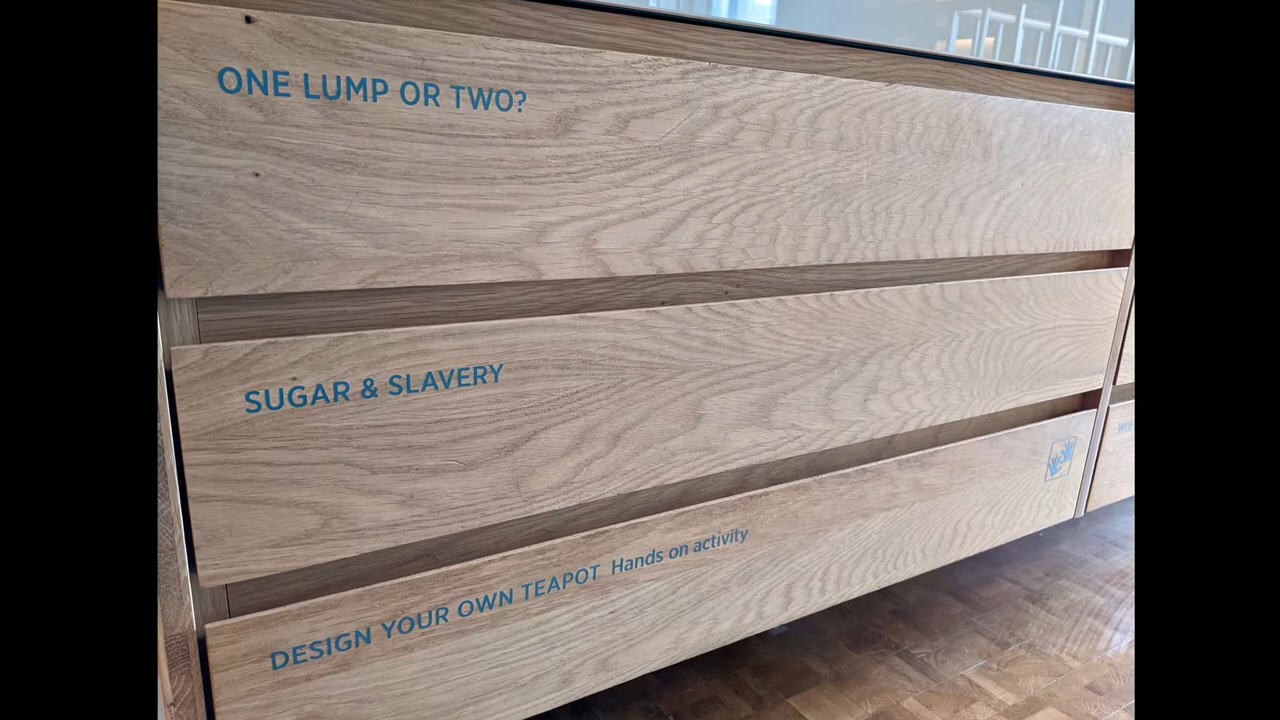 ONE LUMP OR TWO?
SUGAR & SLAVERY
DESIGN YOUR OWN TEAPOT Hands on activity